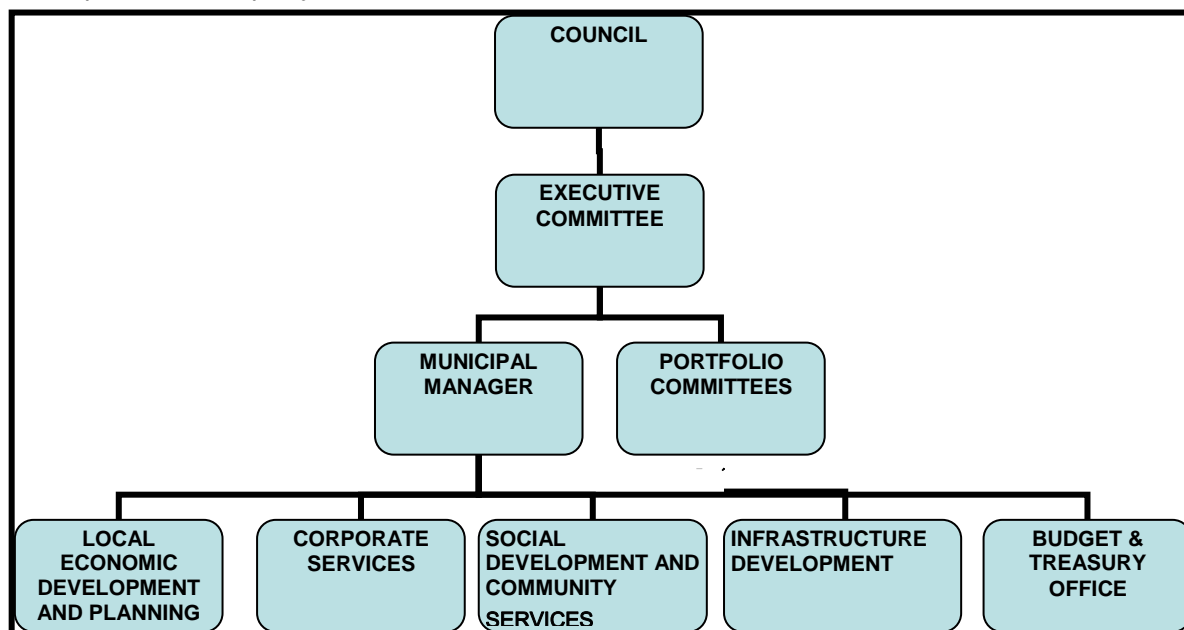 COUNCIL
EXECUTIVE
COMMITTEE
MUNICIPAL
MANAGER
PORTFOLIO
COMMITTEES
LOCAL
ECONOMIC
DEVELOPMENT
AND PLANNING
CORPORATE
SERVICES
SOCIAL
DEVELOPMENT AND
COMMUNITY
SERVICES
INFRASTRUCTURE
DEVELOPMENT
BUDGET &
TREASURY
OFFICE